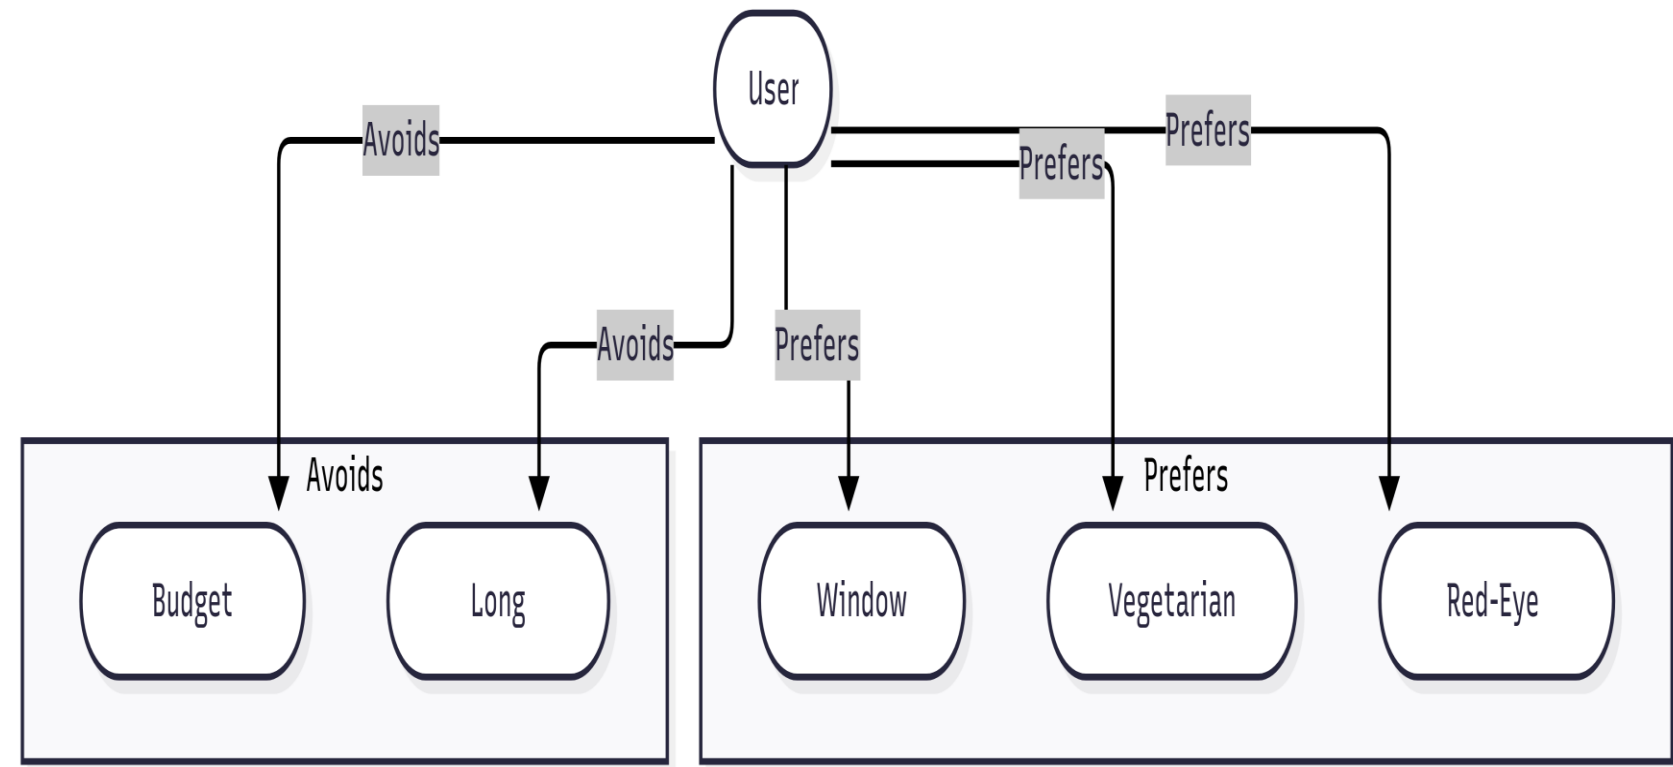 User
Avoids
Prefers
Prefers
Avoids
Prefers
Avoids
Prefers
Budget
Long
Window
Vegetarian
Red-Eye